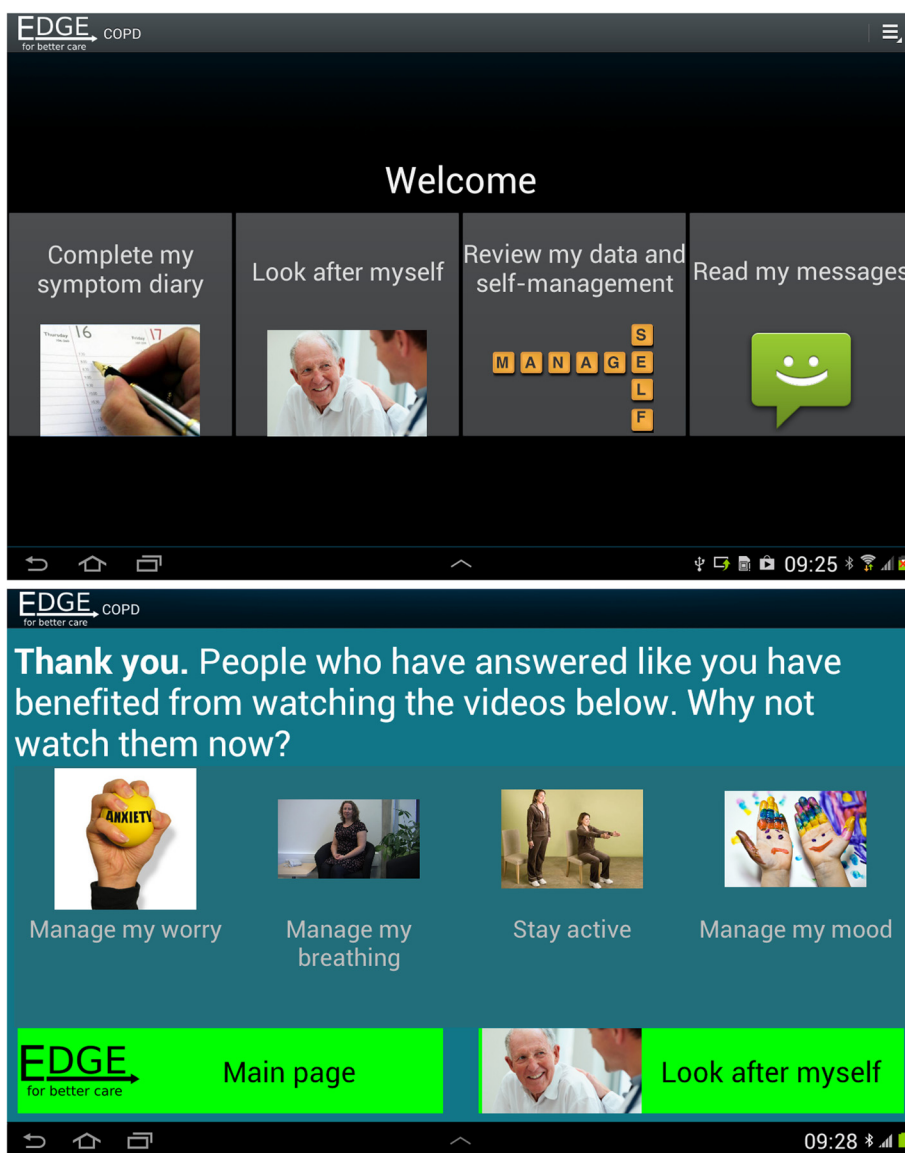 EDGE COPD
for better care
Welcome
Complete my
symptom diary
Look after myself
Review my data and
self-management
Read my messages
Thursday 16
Friday 17
MANAGE
SELF
09:25
EDGE COPD
for better care
Thank you. People who have answered like you have
benefited from watching the videos below. Why not
watch them now?
ANXIETY
Manage my worry
Manage my
breathing
Stay active
Manage my mood
EDGE
for better care
Main page
Look after myself
09:28